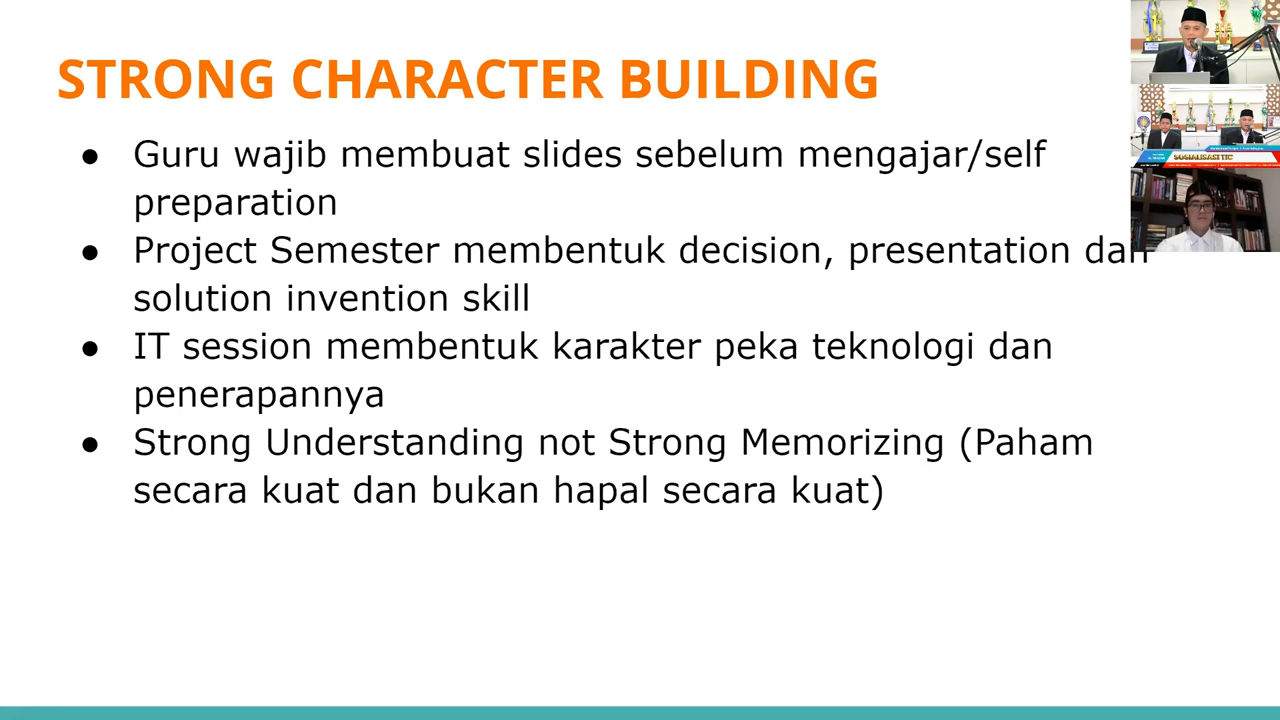 STRONG CHARACTER BUILDING
● Guru wajib membuat slides sebelum mengajar/self
preparation
● Project Semester membentuk decision, presentation dan
solution invention skill
● IT session membentuk karakter peka teknologi dan
penerapannya
● Strong Understanding not Strong Memorizing (Paham
secara kuat dan bukan hapal secara kuat)
SOSIALISASI TIC